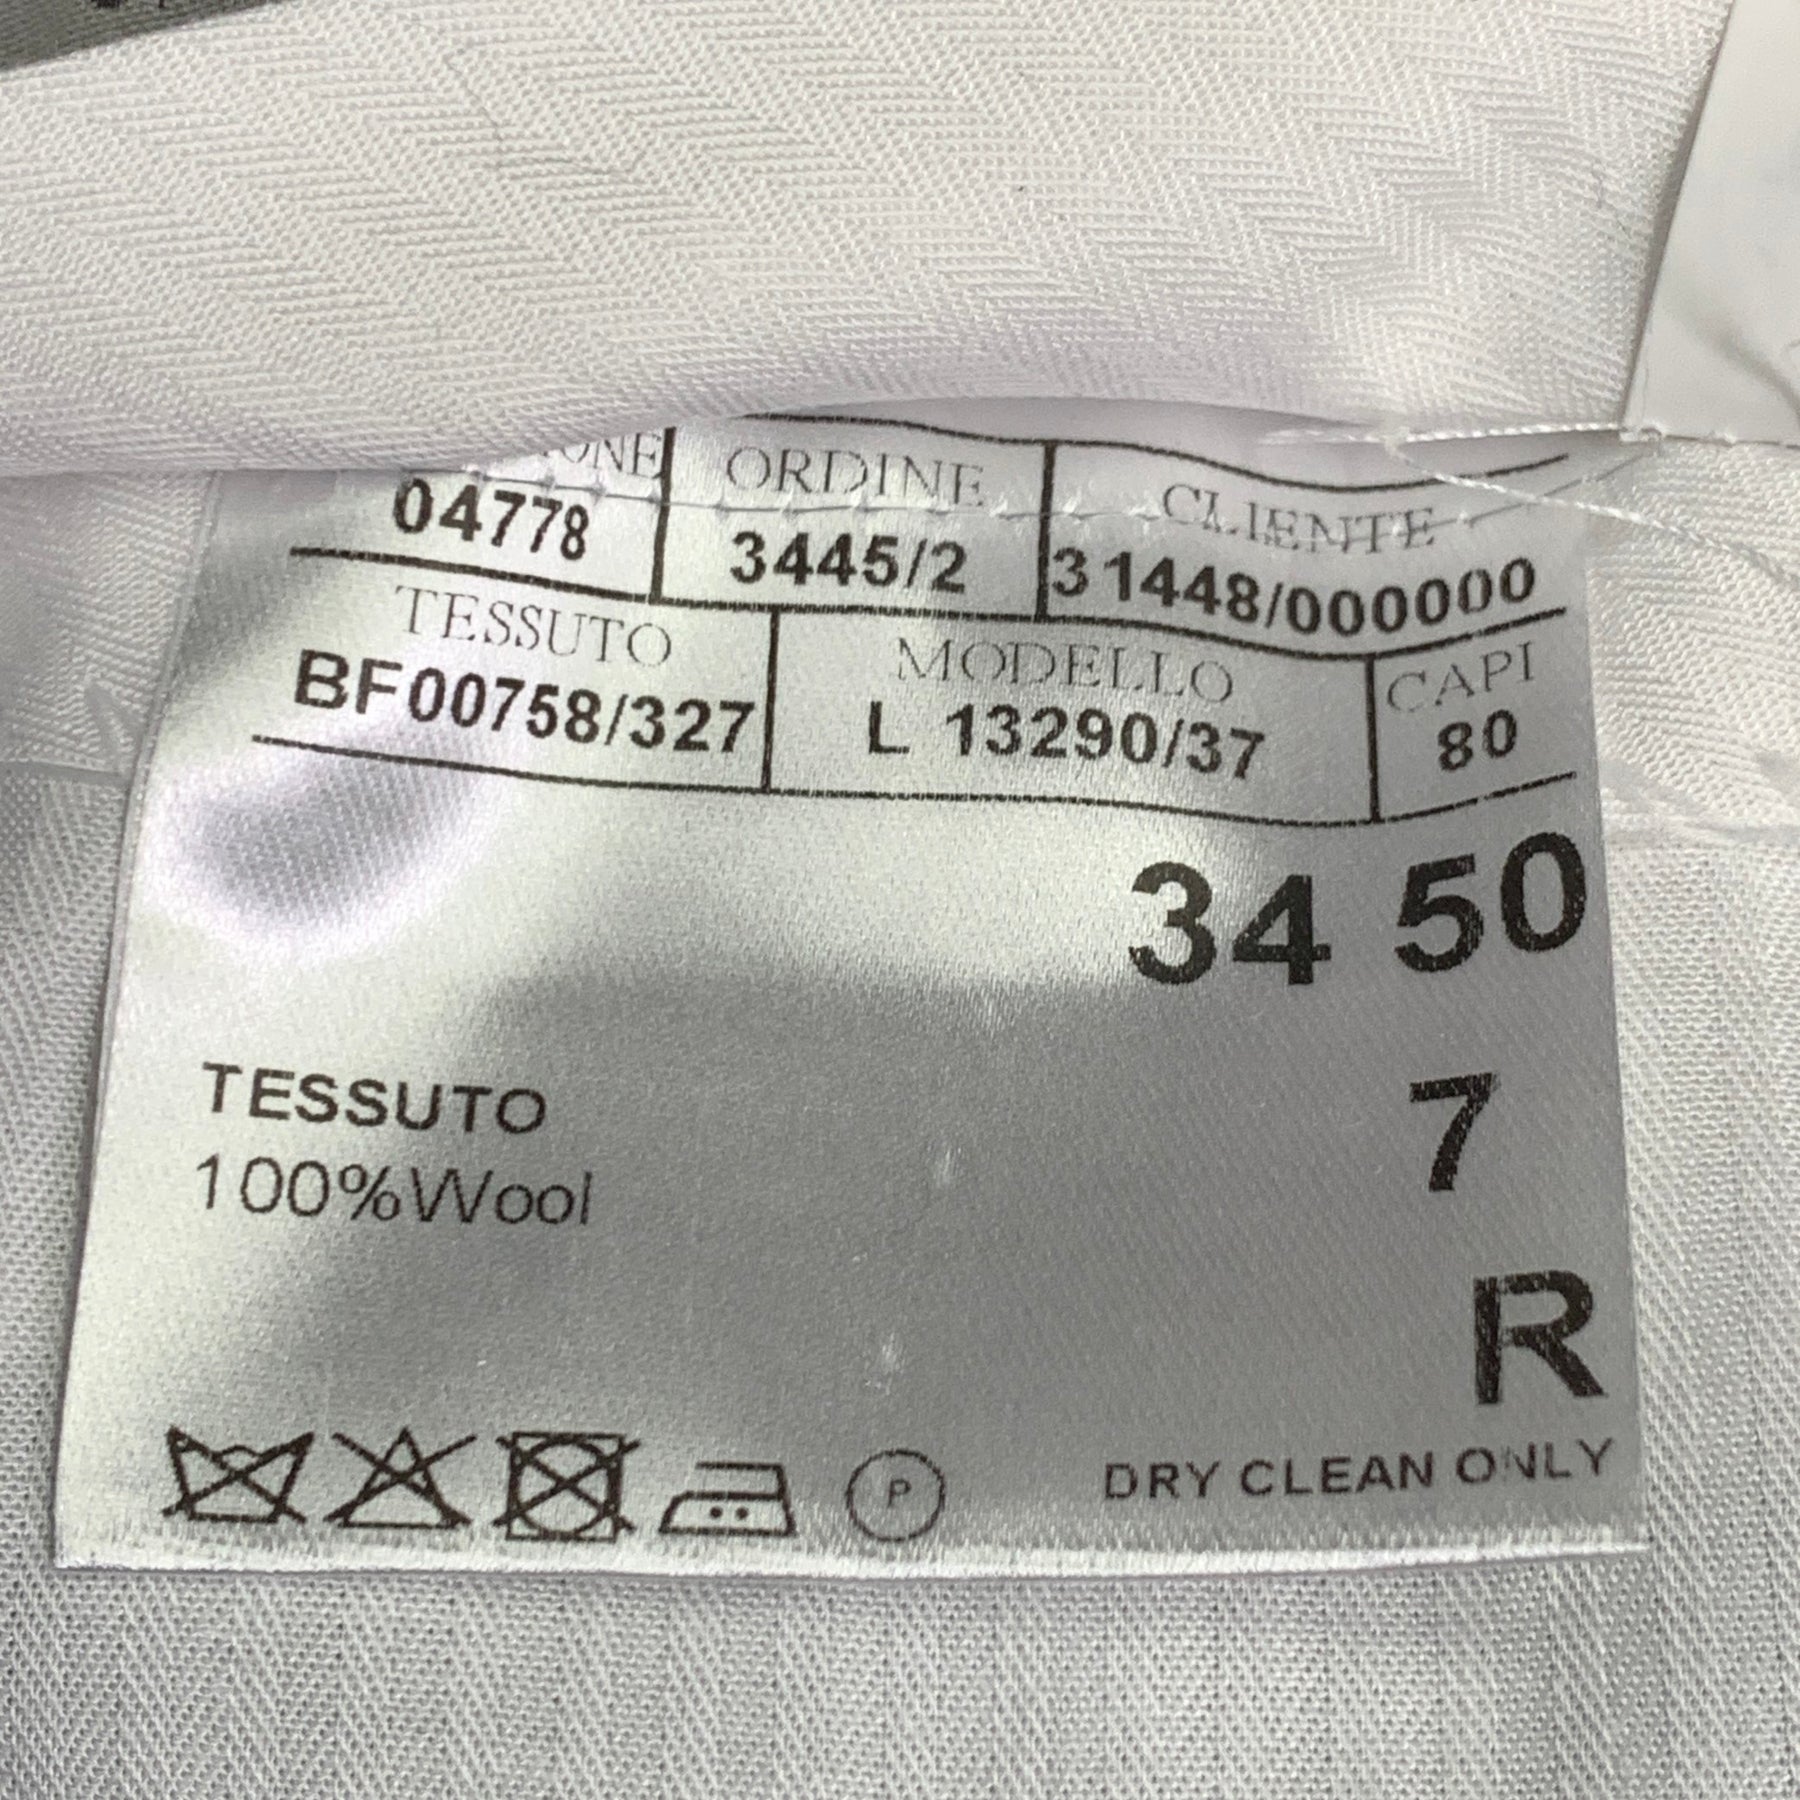 ORDINE CLIENTE
04778 3445/2 31448/000000
TESSUTO MODELLO CAPI
BF00758/327 L 13290/37 80
34 50
7
R
TESSUTO
100%Wool
P
DRY CLEAN ONLY